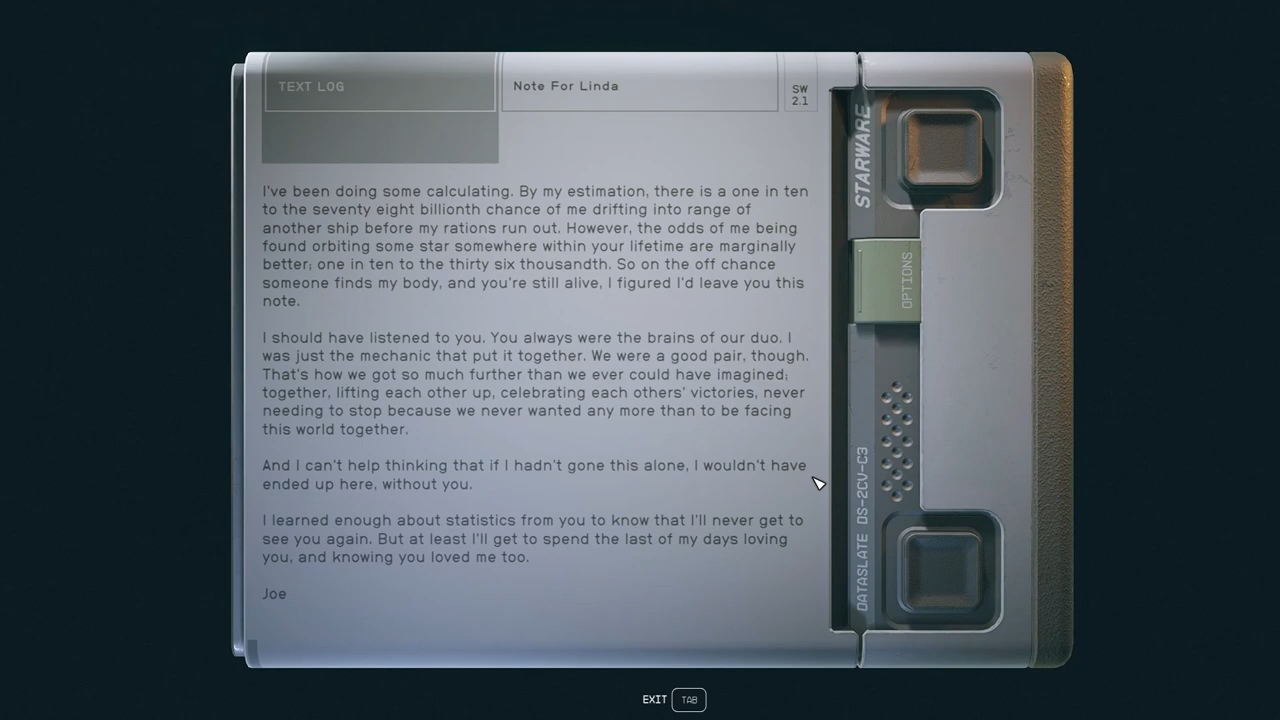 TEXT LOG
Note For Linda
SW
2.1
I've been doing some calculating. By my estimation, there is a one in ten
to the seventy eight billionth chance of me drifting into range of
another ship before my rations run out. However, the odds of me being
found orbiting some star somewhere within your lifetime are marginally
better; one in ten to the thirty six thousandth. So on the off chance
someone finds my body, and you're still alive, I figured I'd leave you this
note.
I should have listened to you. You always were the brains of our duo. I
was just the mechanic that put it together. We were a good pair, though.
That's how we got so much further than we ever could have imagined;
together, lifting each other up, celebrating each others' victories, never
needing to stop because we never wanted any more than to be facing
this world together.
And I can't help thinking that if I hadn't gone this alone, I wouldn't have
ended up here, without you.
I learned enough about statistics from you to know that I'll never get to
see you again. But at least I'll get to spend the last of my days loving
you, and knowing you loved me too.
Joe
STARWARE
OPTIONS
DATASLATE DS-2CV-C3
EXIT TAB